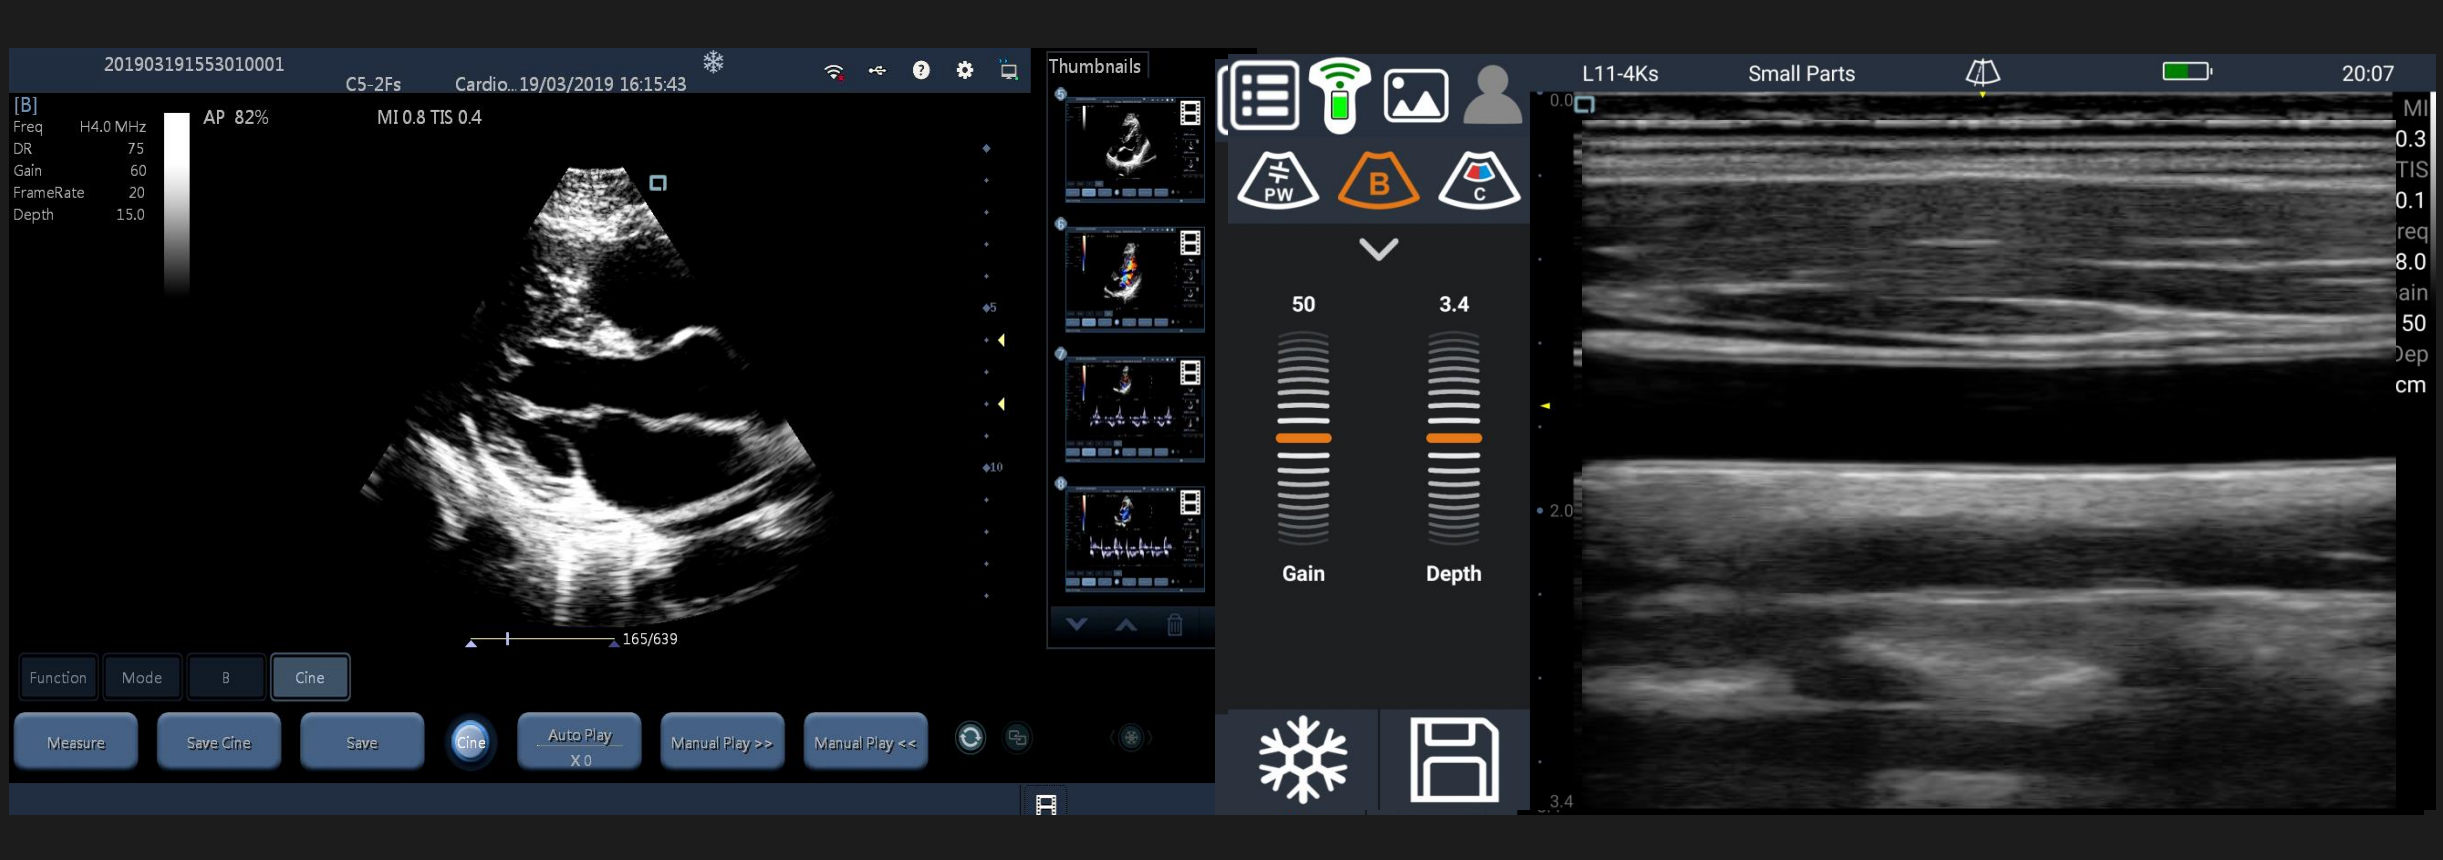 201903191553010001
C5-2Fs Cardio... 19/03/2019 16:15:43
[B]
Freq H4.0 MHz
DR 75
Gain 60
FrameRate 20
Depth 15.0
AP 82%
MI 0.8 TIS 0.4
5
10
165/639
Function
Mode
B
Cine
Measure
Save Cine
Save
Cine
Auto Play
X 0
Manual Play >>
Manual Play <<
Thumbnails
5
6
7
8
PW
B
C
50
3.4
Gain
Depth
L11-4Ks
Small Parts
20:07
0.0
2.0
3.4
MI
0.3
TIS
0.1
req
8.0
ain
50
Dep
cm